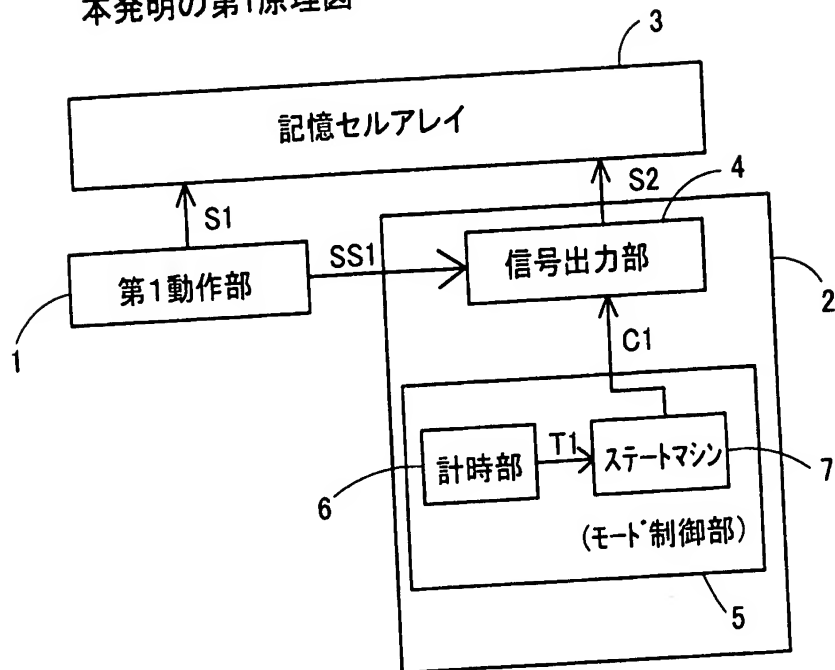 本発明の第1原理図
3
記憶セルアレイ
S1
S2
4
第1動作部
SS1
信号出力部
1
2
C1
計時部
T1
ステートマシン
6
7
(モード制御部)
5